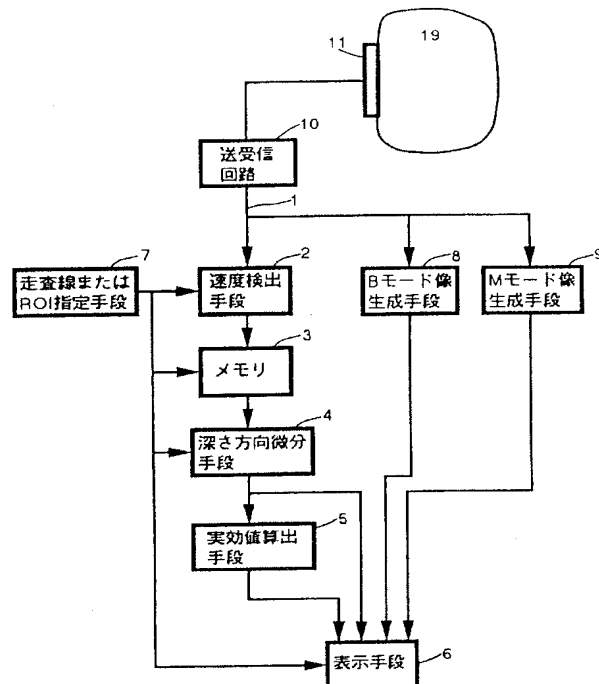 11
19
10
送受信
回路
1
7
走査線または
ROI指定手段
2
速度検出
手段
8
Bモード像
生成手段
9
Mモード像
生成手段
3
メモリ
4
深さ方向微分
手段
5
実効値算出
手段
表示手段
6